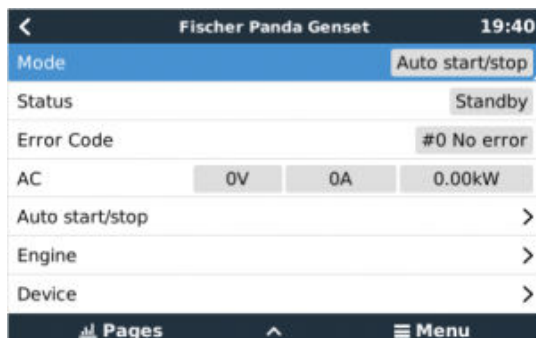 Fischer Panda Genset 19:40
Mode Auto start/stop
Status Standby
Error Code #0 No error
AC 0V 0A 0.00kW
Auto start/stop
Engine
Device
Pages Menu